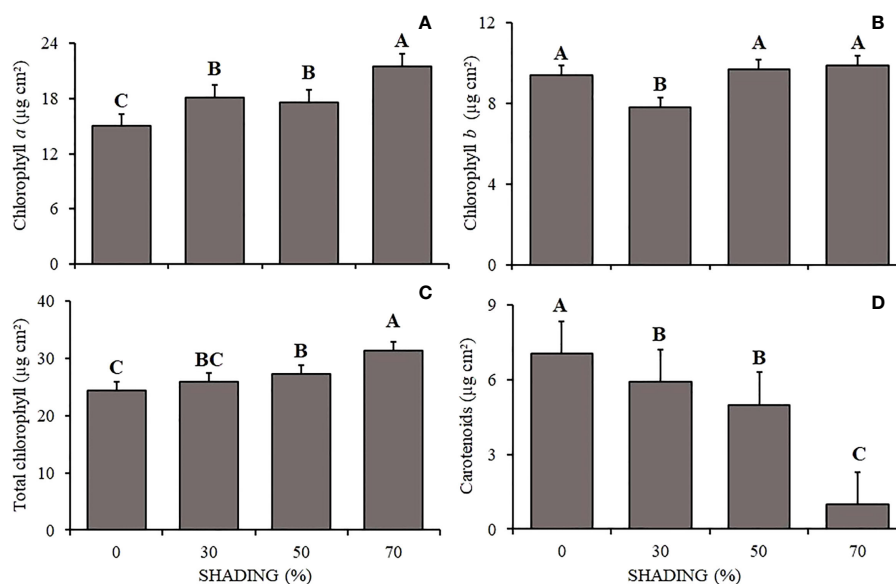 A
Chlorophyll a (µg cm²)
24
18
12
6
0
C
B
B
A
B
Chlorophyll b (µg cm²)
12
9
8
4
0
A
B
A
A
C
Total chlorophyll (µg cm²)
40
30
20
10
0
C
BC
B
A
0
30
50
70
SHADING (%)
D
Carotenoids (µg cm²)
9
6
3
0
A
B
B
C
0
30
50
70
SHADING (%)